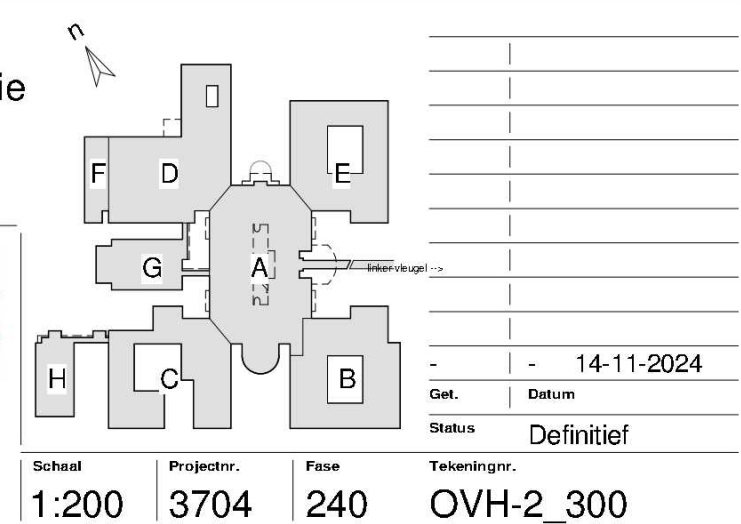 n
ie
F
D
E
G
A
linker vleugel -->
H
C
B
- - 14-11-2024
Get. Datum
Status Definitief
Schaal Projectnr. Fase Tekeningnr.
1:200 3704 240 OVH-2_300